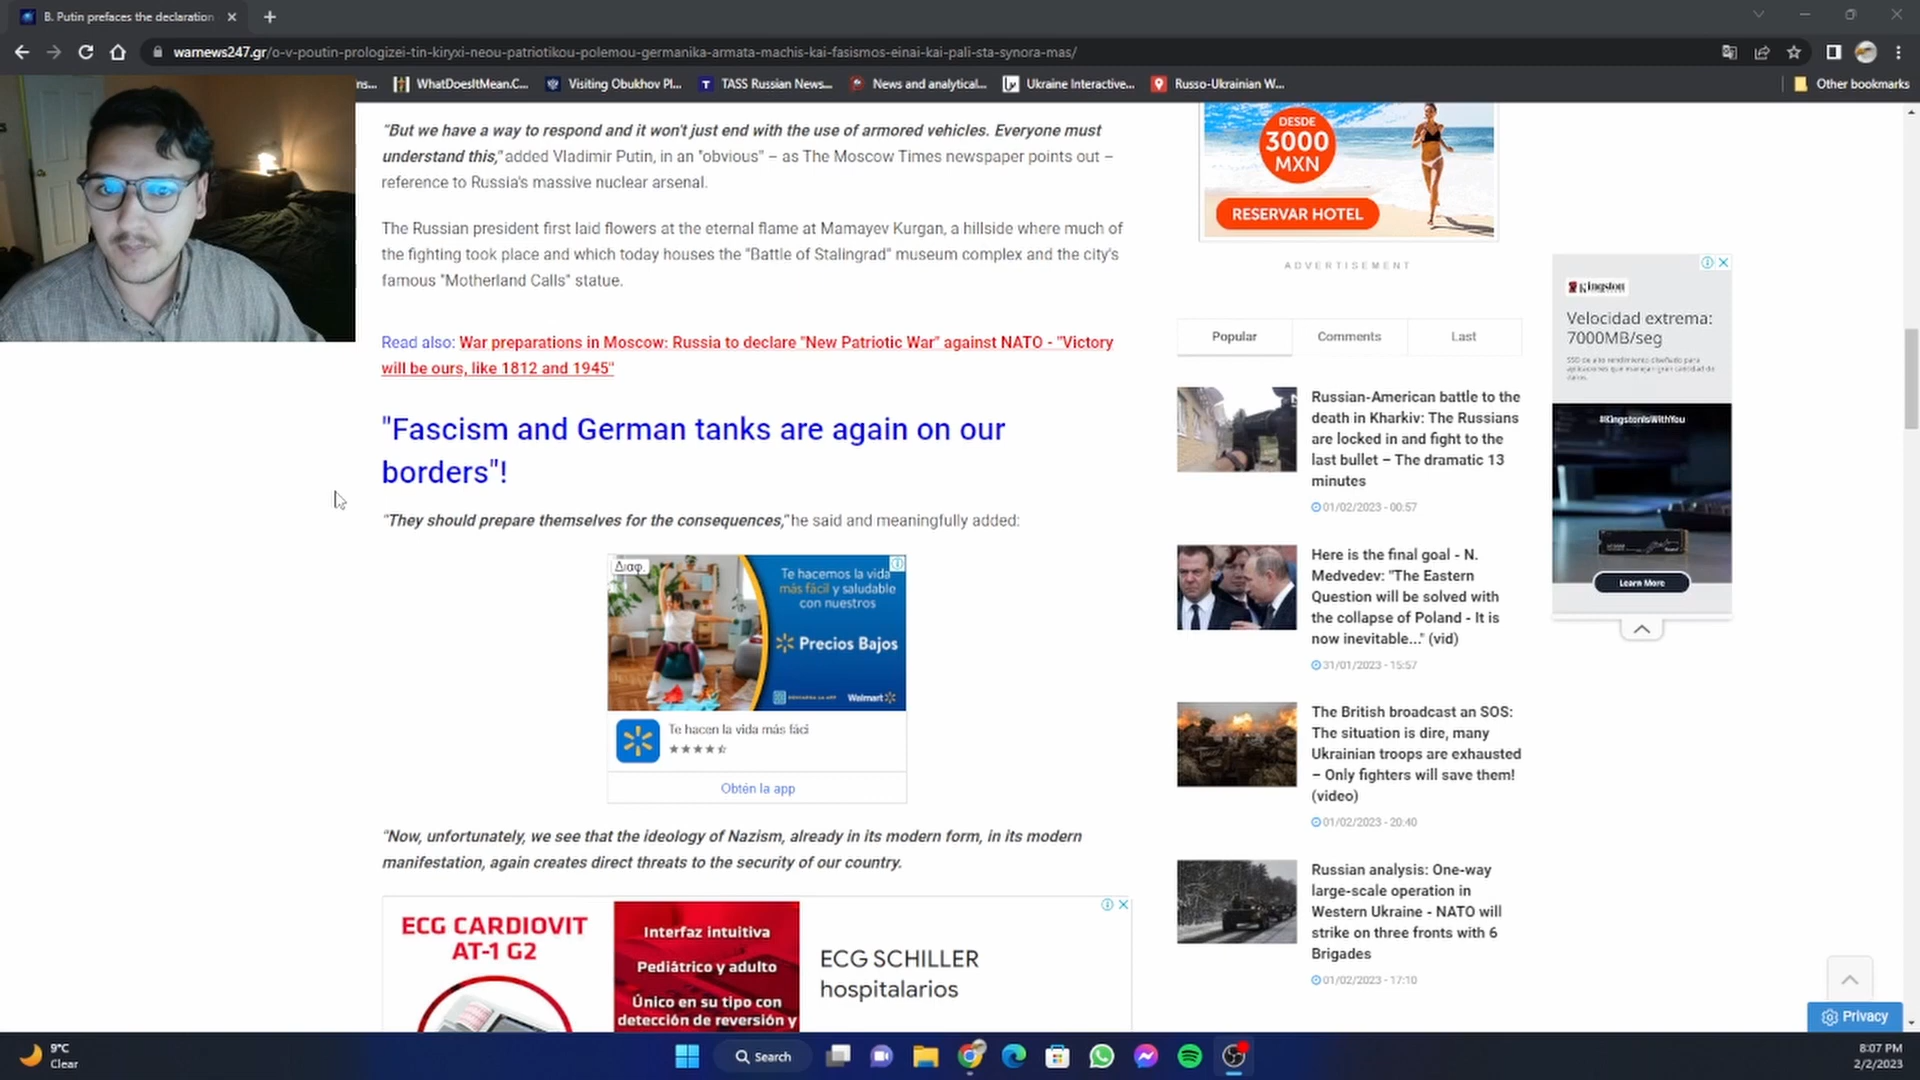 B. Putin prefaces the declaration
warnews247.gr/o-v-poutin-prologizei-tin-kiryxi-neou-patriotikou-polemou-germanika-armata-machis-kai-fasismos-einai-kai-pali-sta-synora-mas/
ns...
WhatDoesItMean.C...
Visiting Obukhov Pl...
TASS Russian News...
News and analytical...
Ukraine Interactive...
Russo-Ukrainian W...
Other bookmarks
"But we have a way to respond and it won't just end with the use of armored vehicles. Everyone must
understand this," added Vladimir Putin, in an "obvious" – as The Moscow Times newspaper points out –
reference to Russia's massive nuclear arsenal.
The Russian president first laid flowers at the eternal flame at Mamayev Kurgan, a hillside where much of
the fighting took place and which today houses the "Battle of Stalingrad" museum complex and the city's
famous "Motherland Calls" statue.
Read also: War preparations in Moscow: Russia to declare "New Patriotic War" against NATO - "Victory
will be ours, like 1812 and 1945"
"Fascism and German tanks are again on our
borders"!
"They should prepare themselves for the consequences," he said and meaningfully added:
Διαφ.
Te hacemos la vida
más fácil y saludable
con nuestros
Precios Bajos
Walmart
Te hacen la vida más fáci
Obtén la app
"Now, unfortunately, we see that the ideology of Nazism, already in its modern form, in its modern
manifestation, again creates direct threats to the security of our country.
ECG CARDIOVIT
AT-1 G2
Interfaz intuitiva
Pediátrico y adulto
Único en su tipo con
detección de reversión y
ECG SCHILLER
hospitalarios
DESDE
3000
MXN
RESERVAR HOTEL
ADVERTISEMENT
Popular
Comments
Last
Russian-American battle to the
death in Kharkiv: The Russians
are locked in and fight to the
last bullet – The dramatic 13
minutes
01/02/2023 - 00:57
Here is the final goal - N.
Medvedev: "The Eastern
Question will be solved with
the collapse of Poland - It is
now inevitable..." (vid)
31/01/2023 - 15:57
The British broadcast an SOS:
The situation is dire, many
Ukrainian troops are exhausted
– Only fighters will save them!
(video)
01/02/2023 - 20:40
Russian analysis: One-way
large-scale operation in
Western Ukraine - NATO will
strike on three fronts with 6
Brigades
01/02/2023 - 17:10
Kingston
Velocidad extrema:
7000MB/seg
#KingstonIsWithYou
Learn More
Privacy
9°C
Clear
Search
8:07 PM
2/2/2023